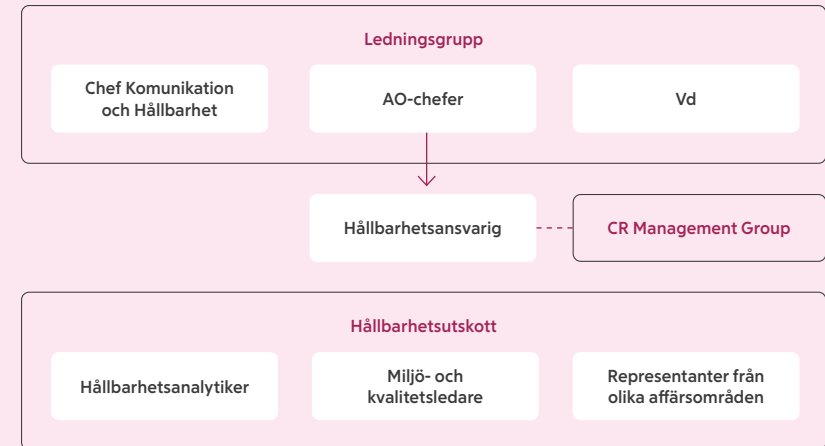 Ledningsgrupp
Chef Komunikation
och Hållbarhet
AO-chefer
Vd
Hållbarhetsansvarig
CR Management Group
Hållbarhetsutskott
Hållbarhetsanalytiker
Miljö- och
kvalitetsledare
Representanter från
olika affärsområden